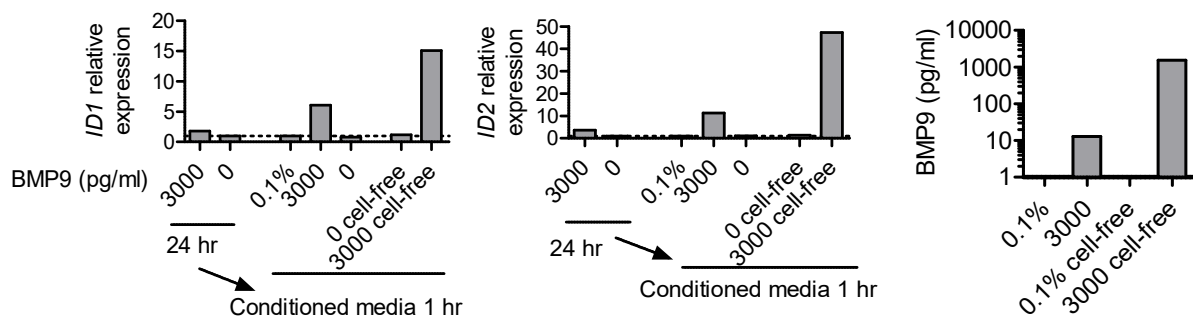 ID1 relative
expression
20
15
10
5
0
BMP9 (pg/ml)
3000
0
0.1%
3000
0
0 cell-free
3000 cell-free
24 hr
Conditioned media 1 hr
ID2 relative
expression
50
40
30
20
10
0
3000
0
0.1%
3000
0
0 cell-free
3000 cell-free
24 hr
Conditioned media 1 hr
BMP9 (pg/ml)
10000
1000
100
10
1
0.1%
3000
0.1% cell-free
3000 cell-free